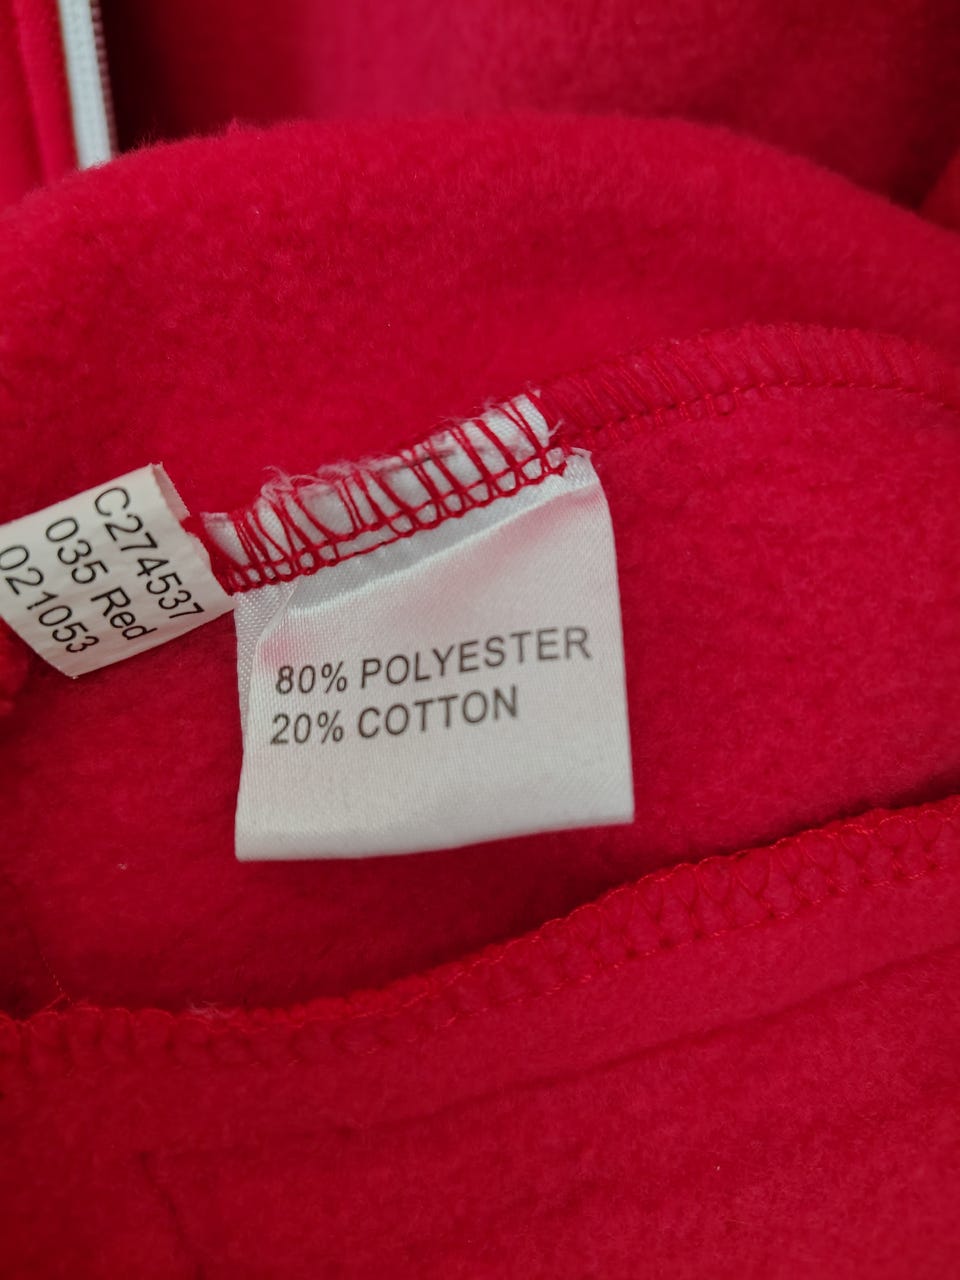 C274537
035 Red
021053
80% POLYESTER
20% COTTON